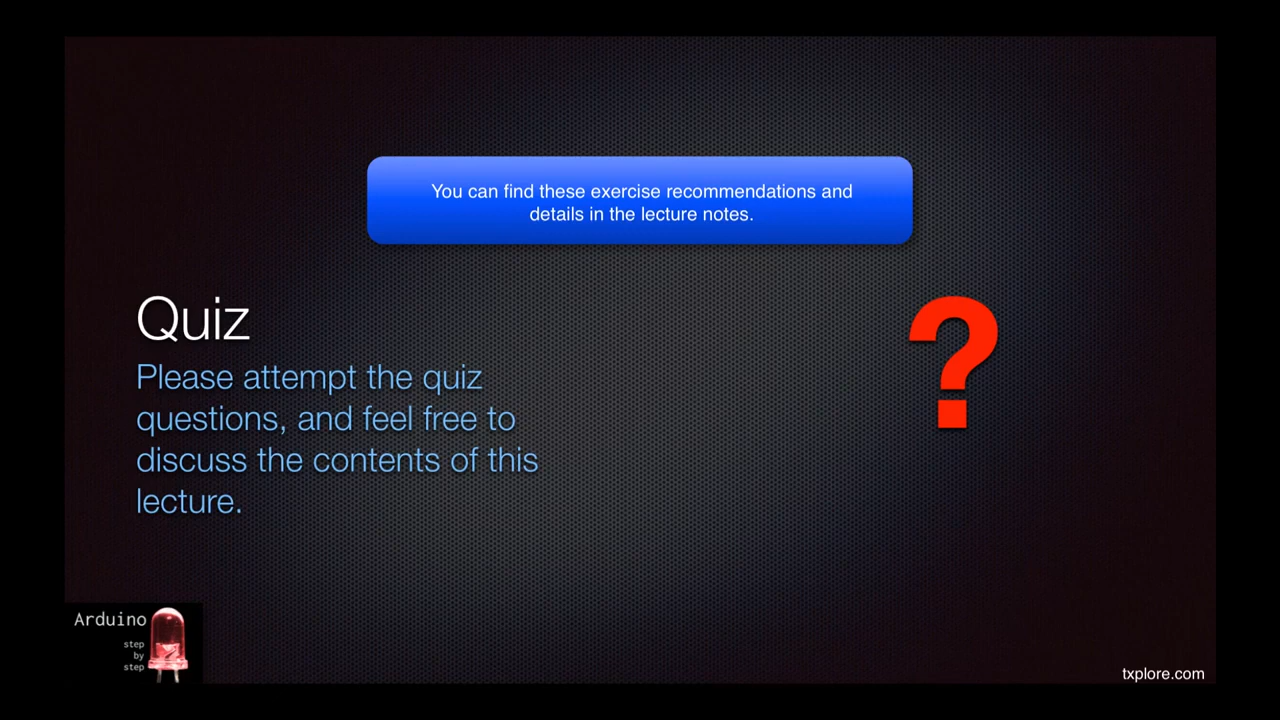 You can find these exercise recommendations and
details in the lecture notes.
Quiz
Please attempt the quiz
questions, and feel free to
discuss the contents of this
lecture.
?
Arduino
step
by
step
txplore.com